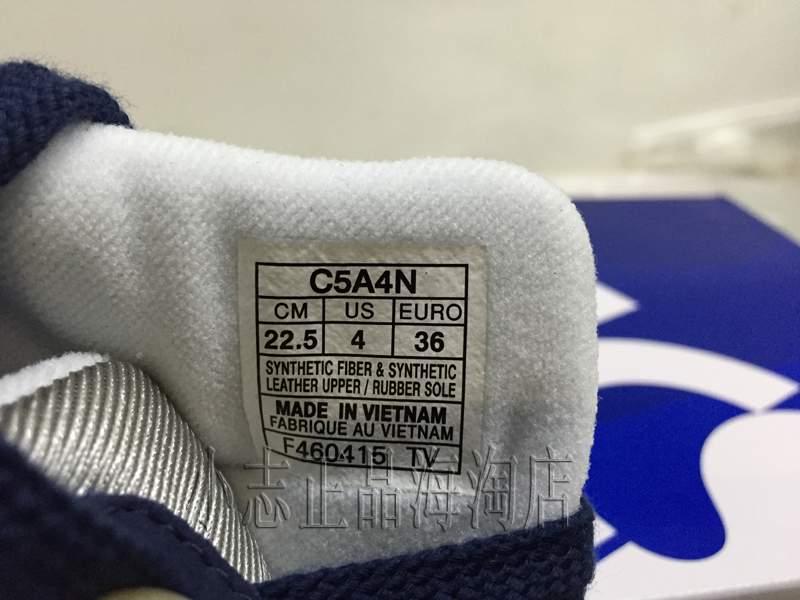 C5A4N
CM US EURO
22.5 4 36
SYNTHETIC FIBER & SYNTHETIC
LEATHER UPPER / RUBBER SOLE
MADE IN VIETNAM
FABRIQUE AU VIETNAM
F460415 TV
志正品海淘店